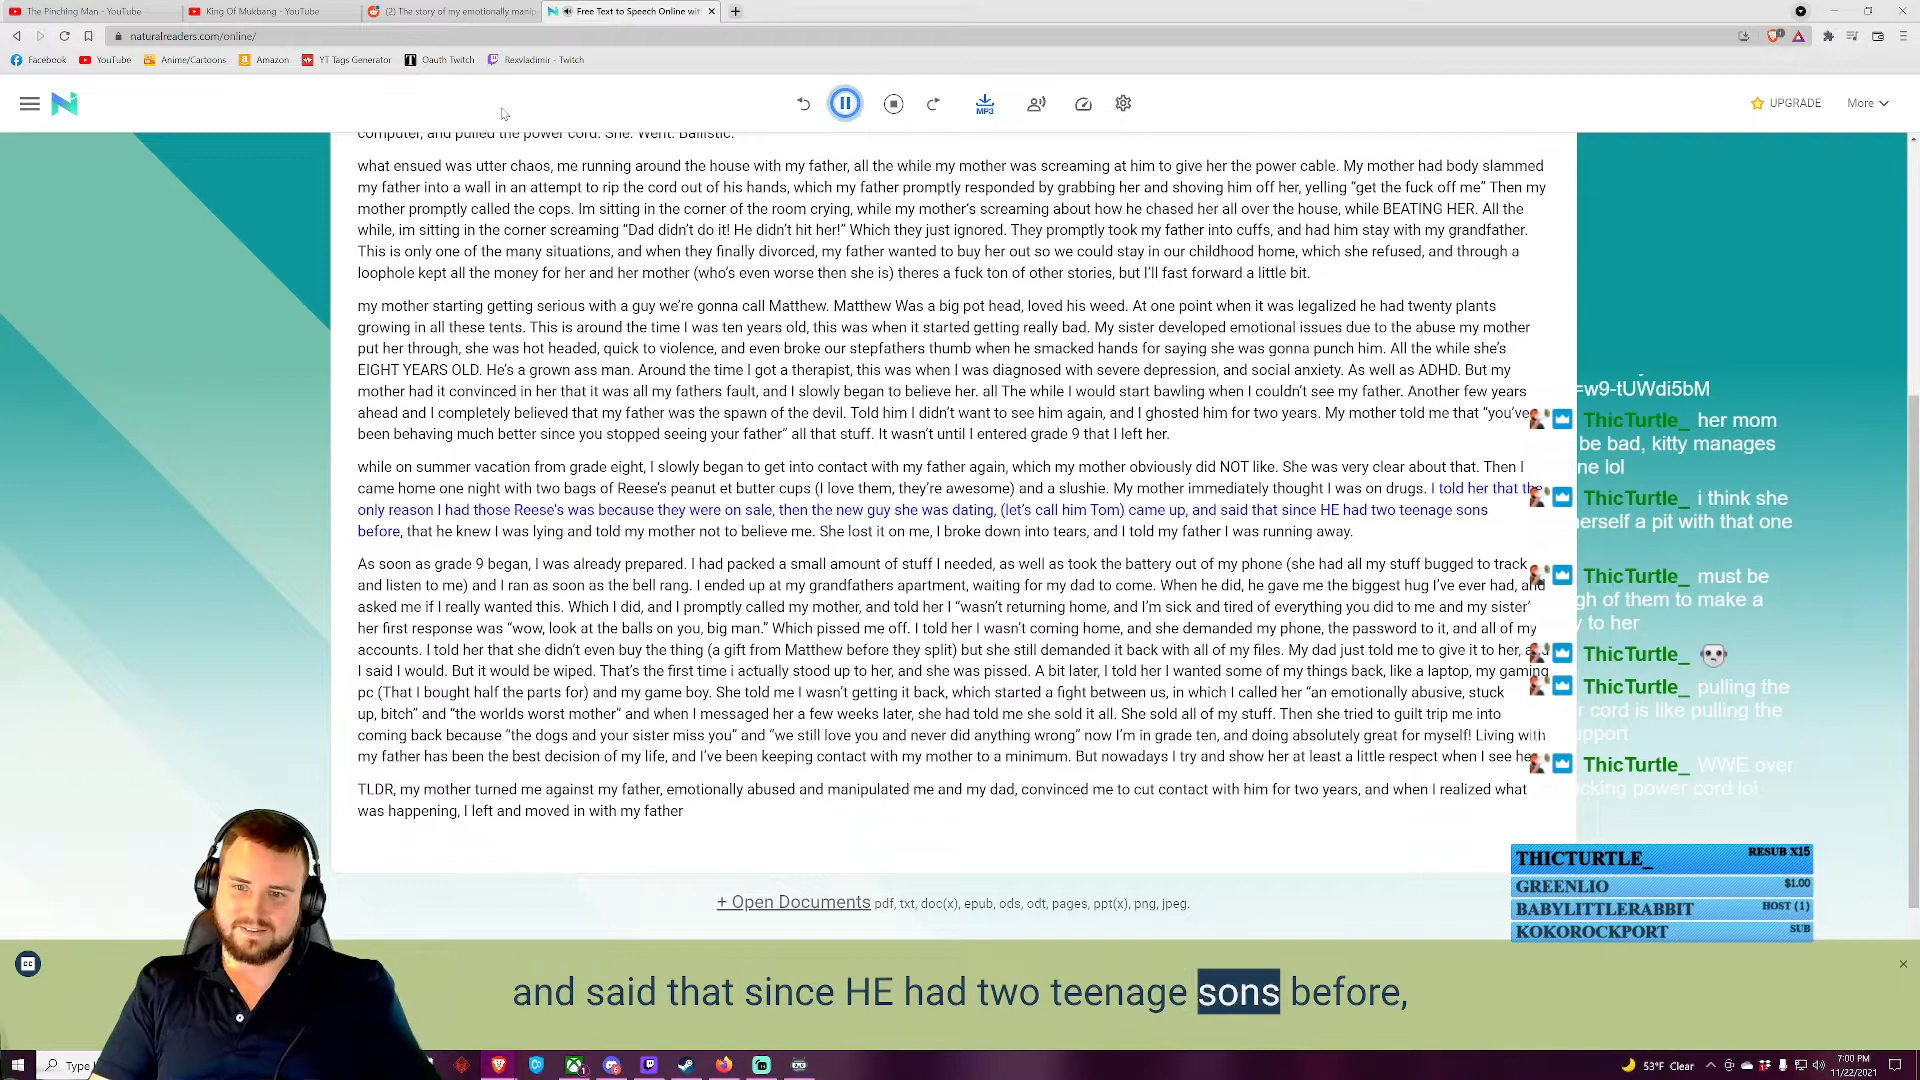 The Pinching Man - YouTube
King Of Mukbang - YouTube
(2) The story of my emotionally mani
Free Text to Speech Online wit
naturalreaders.com/online/
Facebook
YouTube
Anime/Cartoons
Amazon
YT Tags Generator
Oauth Twitch
Rexvladimir - Twitch
MP3
UPGRADE
More
computer, and pulled the power cord. She. Went. Ballistic.
what ensued was utter chaos, me running around the house with my father, all the while my mother was screaming at him to give her the power cable. My mother had body slammed
my father into a wall in an attempt to rip the cord out of his hands, which my father promptly responded by grabbing her and shoving him off her, yelling “get the fuck off me” Then my
mother promptly called the cops. Im sitting in the corner of the room crying, while my mother‘s screaming about how he chased her all over the house, while BEATING HER. All the
while, im sitting in the corner screaming “Dad didn’t do it! He didn’t hit her!” Which they just ignored. They promptly took my father into cuffs, and had him stay with my grandfather.
This is only one of the many situations, and when they finally divorced, my father wanted to buy her out so we could stay in our childhood home, which she refused, and through a
loophole kept all the money for her and her mother (who’s even worse then she is) theres a fuck ton of other stories, but I’ll fast forward a little bit.
my mother starting getting serious with a guy we’re gonna call Matthew. Matthew Was a big pot head, loved his weed. At one point when it was legalized he had twenty plants
growing in all these tents. This is around the time I was ten years old, this was when it started getting really bad. My sister developed emotional issues due to the abuse my mother
put her through, she was hot headed, quick to violence, and even broke our stepfathers thumb when he smacked hands for saying she was gonna punch him. All the while she’s
EIGHT YEARS OLD. He’s a grown ass man. Around the time I got a therapist, this was when I was diagnosed with severe depression, and social anxiety. As well as ADHD. But my
mother had it convinced in her that it was all my fathers fault, and I slowly began to believe her. all The while I would start bawling when I couldn’t see my father. Another few years
ahead and I completely believed that my father was the spawn of the devil. Told him I didn’t want to see him again, and I ghosted him for two years. My mother told me that “you’ve
been behaving much better since you stopped seeing your father” all that stuff. It wasn’t until I entered grade 9 that I left her.
while on summer vacation from grade eight, I slowly began to get into contact with my father again, which my mother obviously did NOT like. She was very clear about that. Then I
came home one night with two bags of Reese’s peanut et butter cups (I love them, they’re awesome) and a slushie. My mother immediately thought I was on drugs. I told her that the
only reason I had those Reese’s was because they were on sale, then the new guy she was dating, (let’s call him Tom) came up, and said that since HE had two teenage sons
before, that he knew I was lying and told my mother not to believe me. She lost it on me, I broke down into tears, and I told my father I was running away.
As soon as grade 9 began, I was already prepared. I had packed a small amount of stuff I needed, as well as took the battery out of my phone (she had all my stuff bugged to track
and listen to me) and I ran as soon as the bell rang. I ended up at my grandfathers apartment, waiting for my dad to come. When he did, he gave me the biggest hug I’ve ever had, and
asked me if I really wanted this. Which I did, and I promptly called my mother, and told her I “wasn’t returning home, and I’m sick and tired of everything you did to me and my sister’
her first response was “wow, look at the balls on you, big man.” Which pissed me off. I told her I wasn’t coming home, and she demanded my phone, the password to it, and all of my
accounts. I told her that she didn’t even buy the thing (a gift from Matthew before they split) but she still demanded it back with all of my files. My dad just told me to give it to her,
I said I would. But it would be wiped. That’s the first time i actually stood up to her, and she was pissed. A bit later, I told her I wanted some of my things back, like a laptop, my gaming
pc (That I bought half the parts for) and my game boy. She told me I wasn’t getting it back, which started a fight between us, in which I called her “an emotionally abusive, stuck
up, bitch” and “the worlds worst mother” and when I messaged her a few weeks later, she had told me she sold it all. She sold all of my stuff. Then she tried to guilt trip me into
coming back because “the dogs and your sister miss you” and “we still love you and never did anything wrong” now I’m in grade ten, and doing absolutely great for myself! Living with
my father has been the best decision of my life, and I’ve been keeping contact with my mother to a minimum. But nowadays I try and show her at least a little respect when I see he
TLDR, my mother turned me against my father, emotionally abused and manipulated me and my dad, convinced me to cut contact with him for two years, and when I realized what
was happening, I left and moved in with my father
=w9-tUWdi5bM
ThicTurtle_ her mom
be bad, kitty manages
ne lol
ThicTurtle_ i think she
erself a pit with that one
ThicTurtle_ must be
gh of them to make a
y to her
ThicTurtle_
ThicTurtle_ pulling the
r cord is like pulling the
upport
ThicTurtle_ WWE over
cking power cord lol
THICTURTLE_ RESUB X15
GREENLIO $1.00
BABYLITTLERABBIT HOST (1)
KOKOROCKPORT SUB
+ Open Documents pdf, txt, doc(x), epub, ods, odt, pages, ppt(x), png, jpeg.
CC
and said that since HE had two teenage sons before,
Type
53°F Clear
7:00 PM
11/22/2021